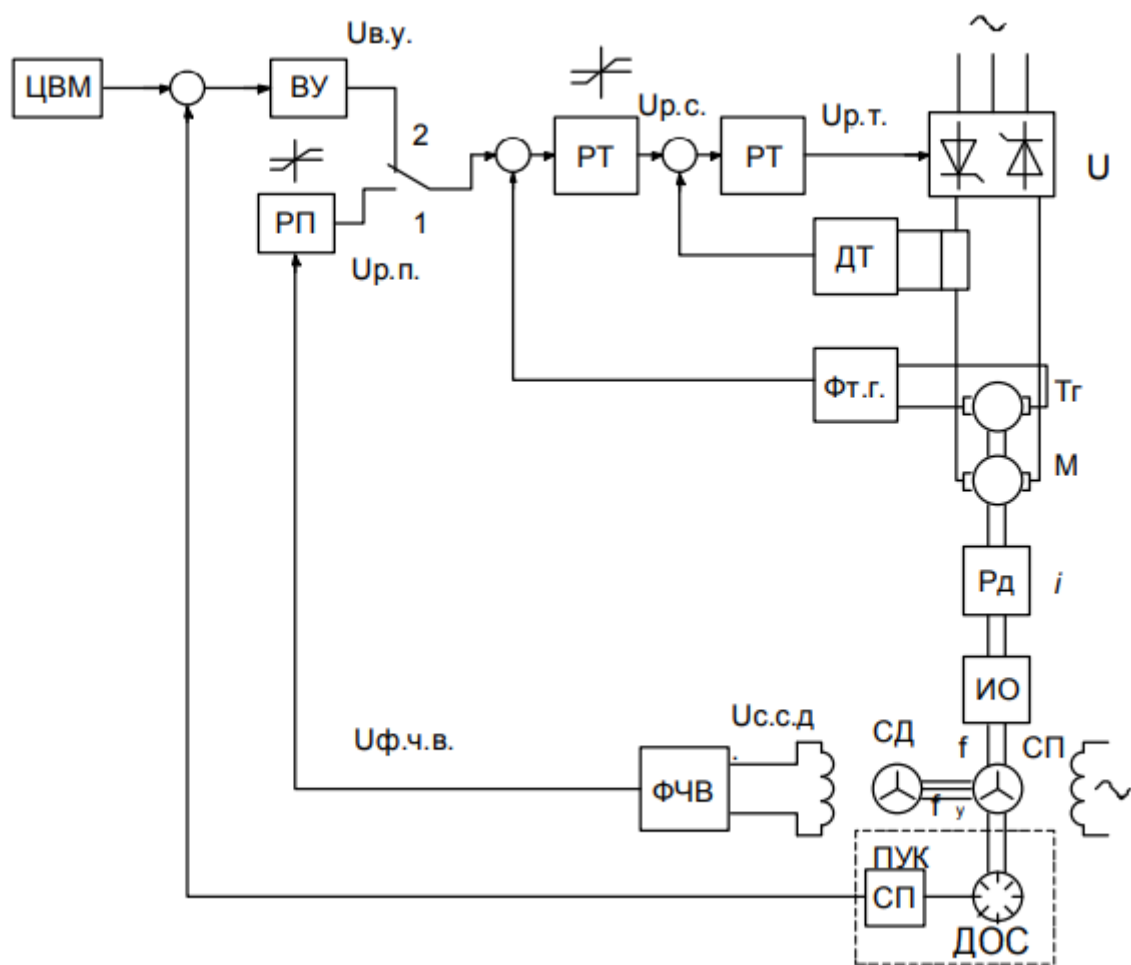 Uв.у.
ЦВМ
ВУ
Uр.с.
Uр.т.
2
РТ
РТ
U
РП
1
ДТ
Uр.п.
Фт.г.
Тг
М
Рд
i
ИО
Uс.с.д
СД
f
СП
Uф.ч.в.
ФЧВ
f у
ПУК
СП
ДОС